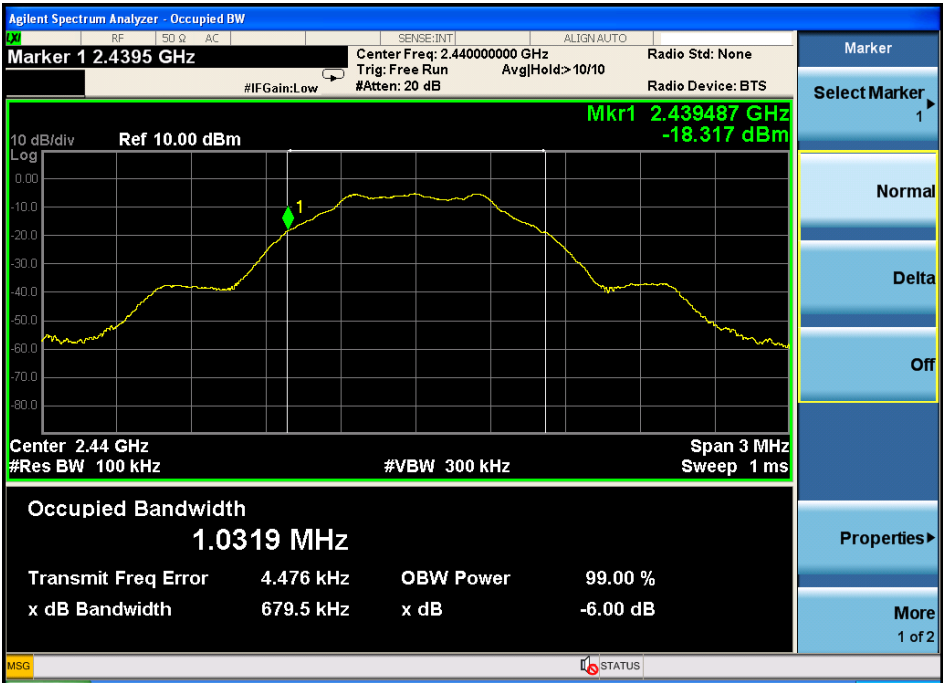 Agilent Spectrum Analyzer - Occupied BW
LXI RF 50 Ω AC SENSE:INT ALIGN AUTO
Marker 1 2.4395 GHz
Center Freq: 2.440000000 GHz Radio Std: None
Trig: Free Run Avg|Hold:>10/10
#IFGain:Low #Atten: 20 dB Radio Device: BTS
Mkr1 2.439487 GHz
-18.317 dBm
10 dB/div Ref 10.00 dBm
Log
0.00
-10.0
-20.0
-30.0
-40.0
-50.0
-60.0
-70.0
-80.0
1
Center 2.44 GHz Span 3 MHz
#Res BW 100 kHz #VBW 300 kHz Sweep 1 ms
Occupied Bandwidth
1.0319 MHz
Transmit Freq Error 4.476 kHz OBW Power 99.00 %
x dB Bandwidth 679.5 kHz x dB -6.00 dB
MSG STATUS
Marker
Select Marker
1
Normal
Delta
Off
Properties
More
1 of 2